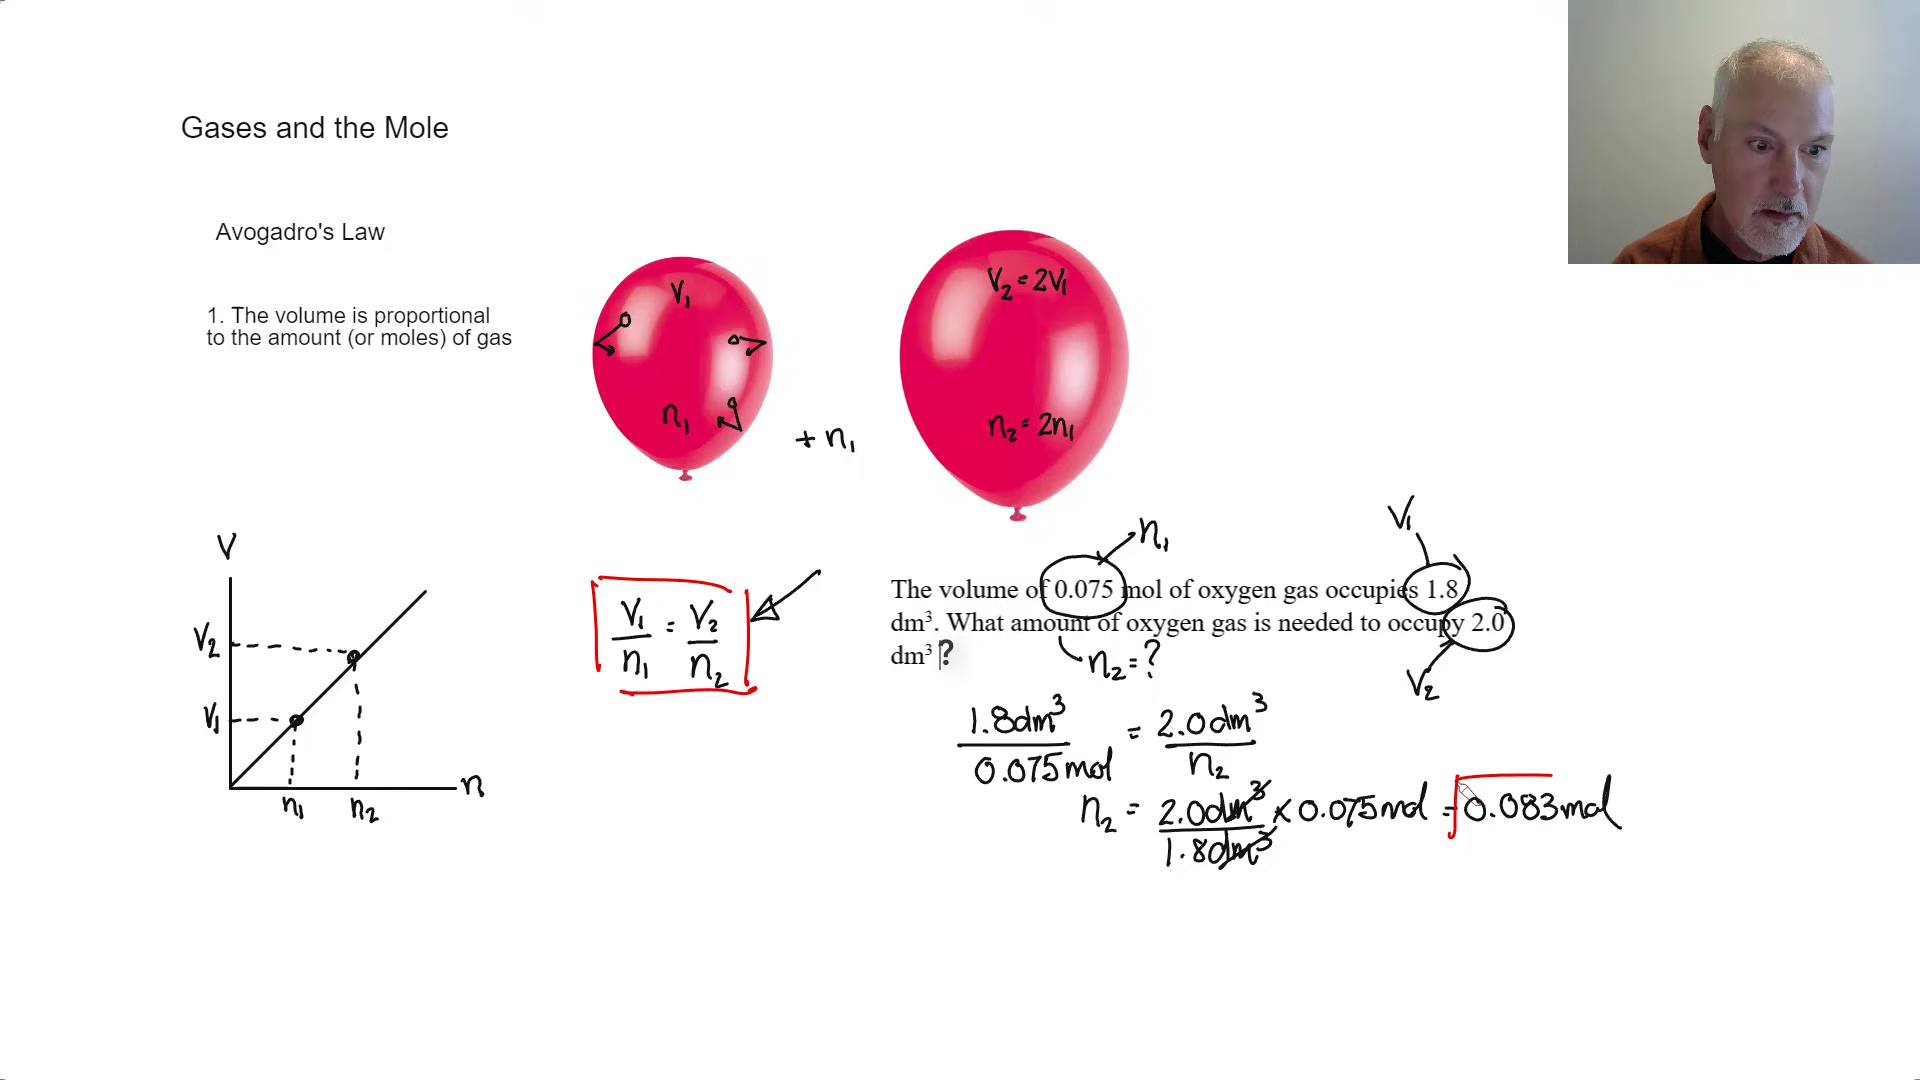 Gases and the Mole
Avogadro's Law
1. The volume is proportional
to the amount (or moles) of gas
V₁
n₁
+ n₁
V₂ = 2V₁
n₂ = 2n₁
V
V₂
V₁
n₁ n₂
n
V₁/n₁ = V₂/n₂
n₁
V₁
The volume of 0.075 mol of oxygen gas occupies 1.8
dm³. What amount of oxygen gas is needed to occupy 2.0
dm³ ?
n₂ = ?
V₂
1.8dm³/0.075mol = 2.0dm³/n₂
n₂ = 2.0dm³/1.8dm³ × 0.075mol = 0.083mol